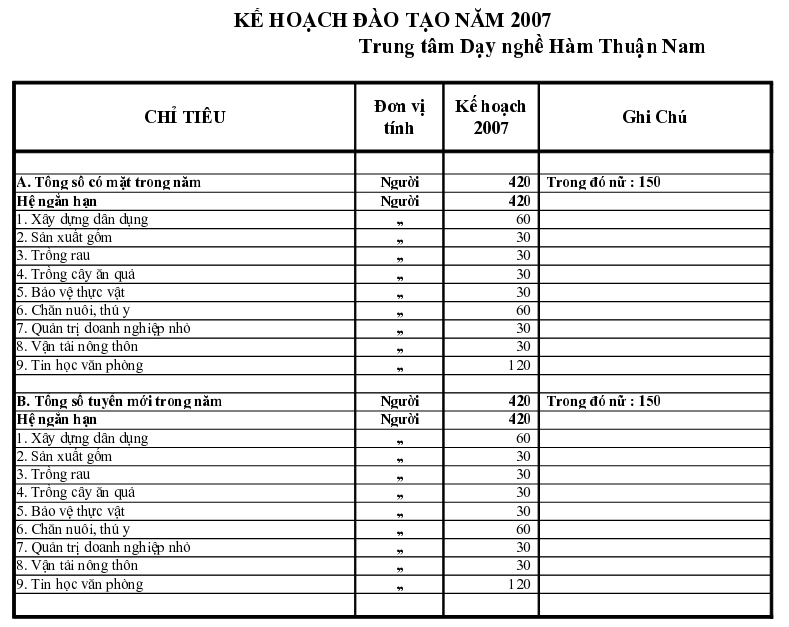 KẾ HOẠCH ĐÀO TẠO NĂM 2007
Trung tâm Dạy nghề Hàm Thuận Nam
CHỈ TIÊU Đơn vị tính Kế hoạch 2007 Ghi Chú
A. Tổng số có mặt trong năm Người 420 Trong đó nữ : 150
Hệ ngắn hạn Người 420
1. Xây dựng dân dụng „ 60
2. Sản xuất gốm „ 30
3. Trồng rau „ 30
4. Trồng cây ăn quả „ 30
5. Bảo vệ thực vật „ 30
6. Chăn nuôi, thú y „ 60
7. Quản trị doanh nghiệp nhỏ „ 30
8. Vận tải nông thôn „ 30
9. Tin học văn phòng „ 120
B. Tổng số tuyển mới trong năm Người 420 Trong đó nữ : 150
Hệ ngắn hạn Người 420
1. Xây dựng dân dụng „ 60
2. Sản xuất gốm „ 30
3. Trồng rau „ 30
4. Trồng cây ăn quả „ 30
5. Bảo vệ thực vật „ 30
6. Chăn nuôi, thú y „ 60
7. Quản trị doanh nghiệp nhỏ „ 30
8. Vận tải nông thôn „ 30
9. Tin học văn phòng „ 120